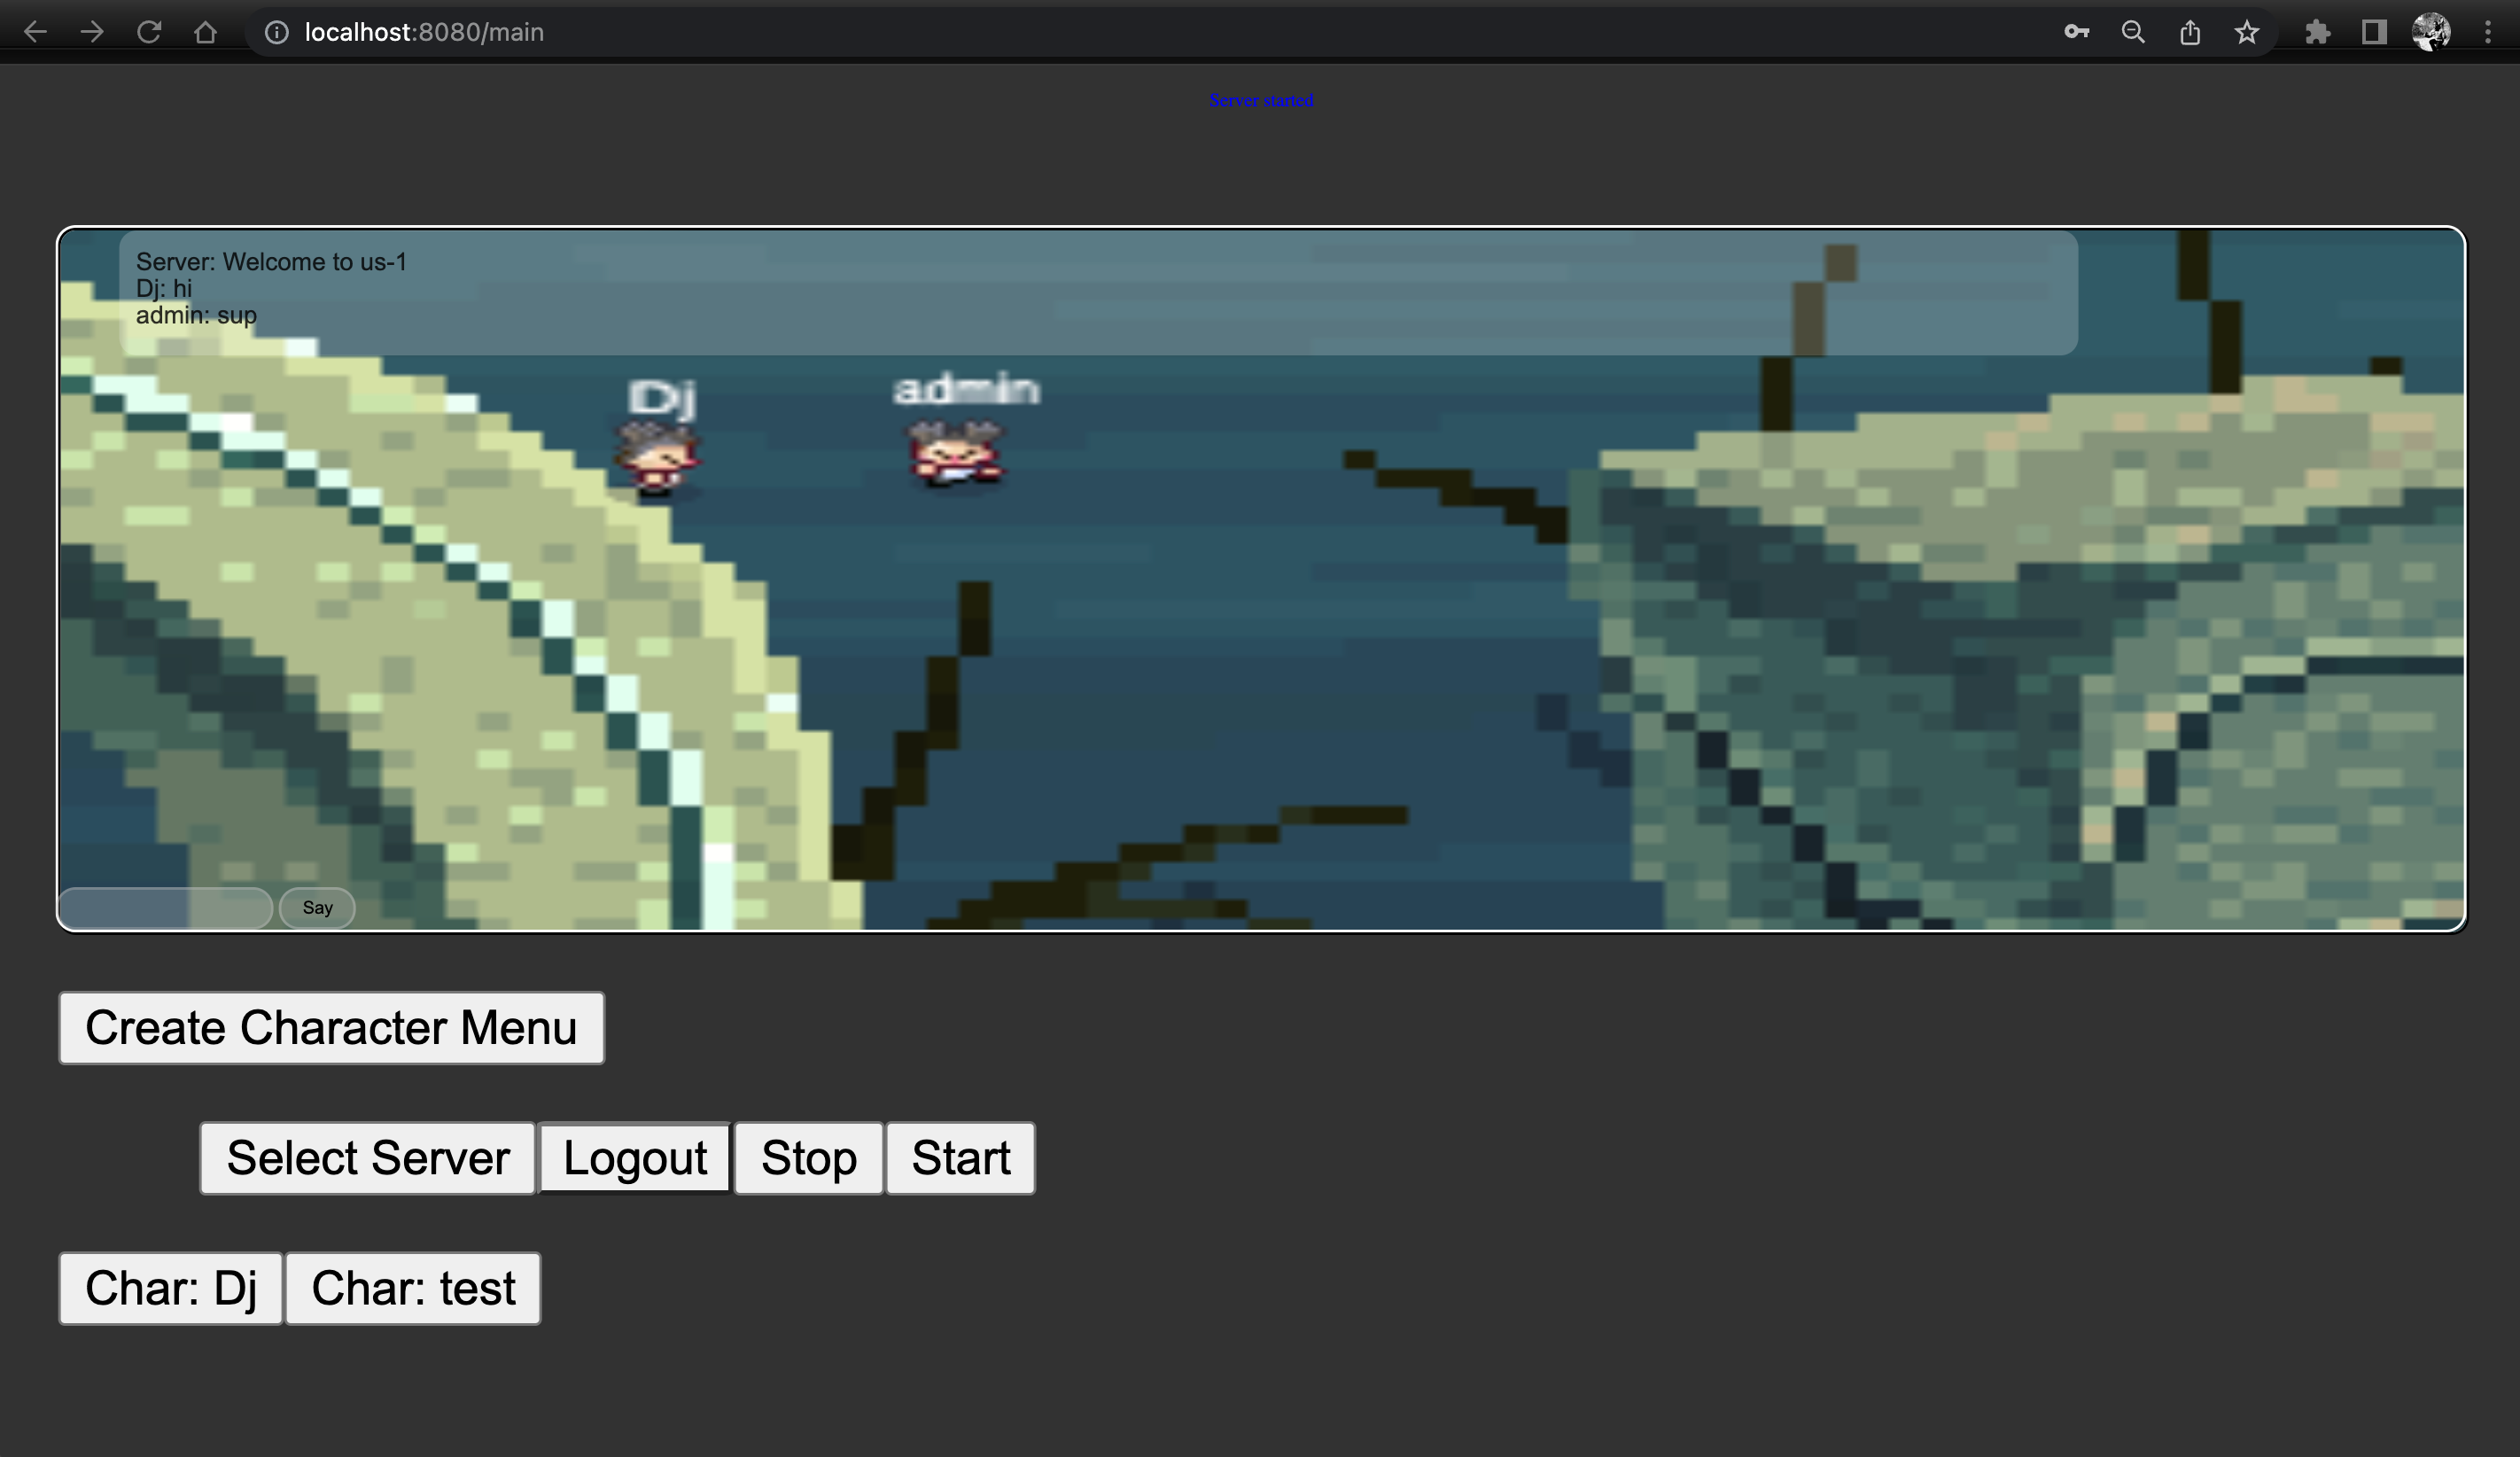 localhost:8080/main
Server started
Server: Welcome to us-1
Dj: hi
admin: sup
Dj
admin
Say
Create Character Menu
Select Server
Logout
Stop
Start
Char: Dj
Char: test